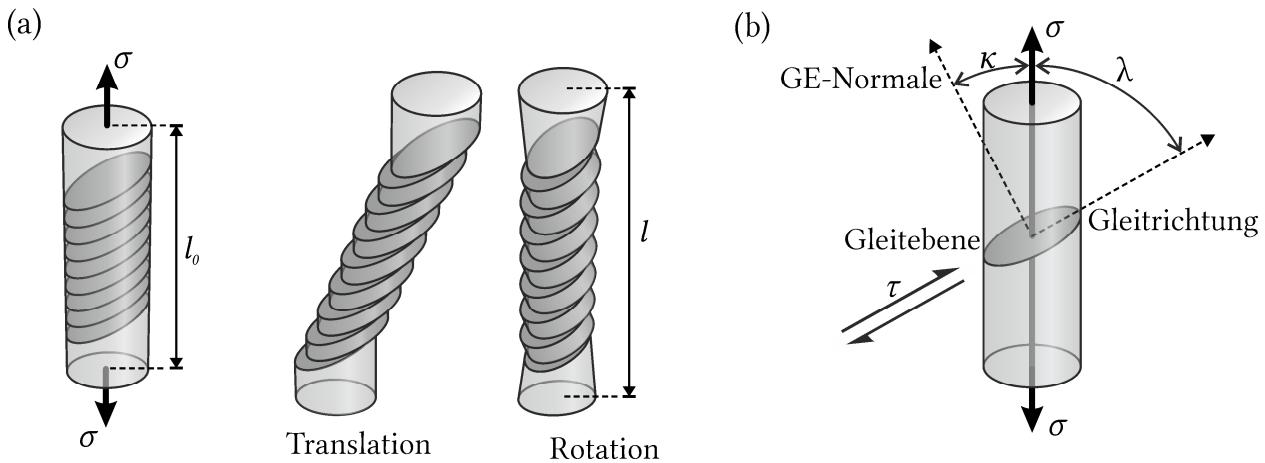 (a)
σ
l₀
σ
Translation
l
Rotation
(b)
σ
κ
λ
GE-Normale
Gleitebene
Gleitrichtung
τ
σ